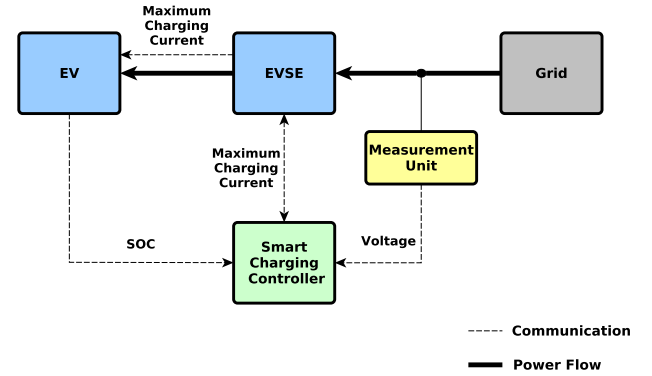 Maximum
Charging
Current
EV
EVSE
Grid
Measurement
Unit
Maximum
Charging
Current
SOC
Voltage
Smart
Charging
Controller
Communication
Power Flow